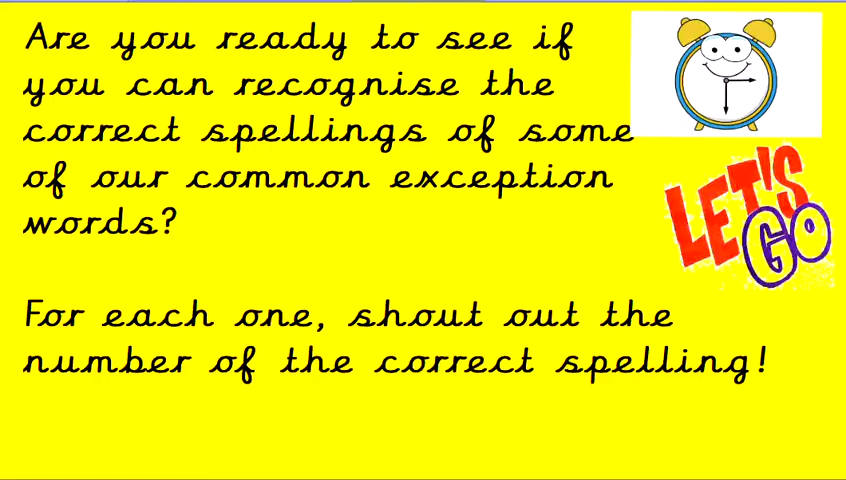 Are you ready to see if
you can recognise the
correct spellings of some
of our common exception
words?
LET'S
GO
For each one, shout out the
number of the correct spelling!